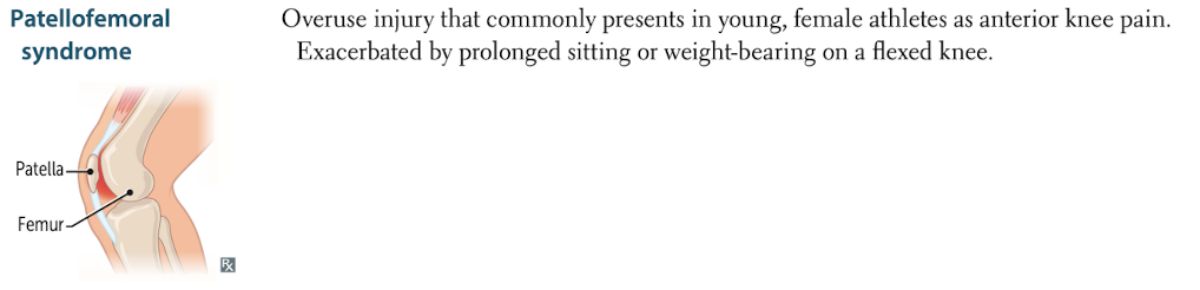 Patellofemoral
syndrome
Overuse injury that commonly presents in young, female athletes as anterior knee pain.
Exacerbated by prolonged sitting or weight-bearing on a flexed knee.
Patella
Femur
Rx